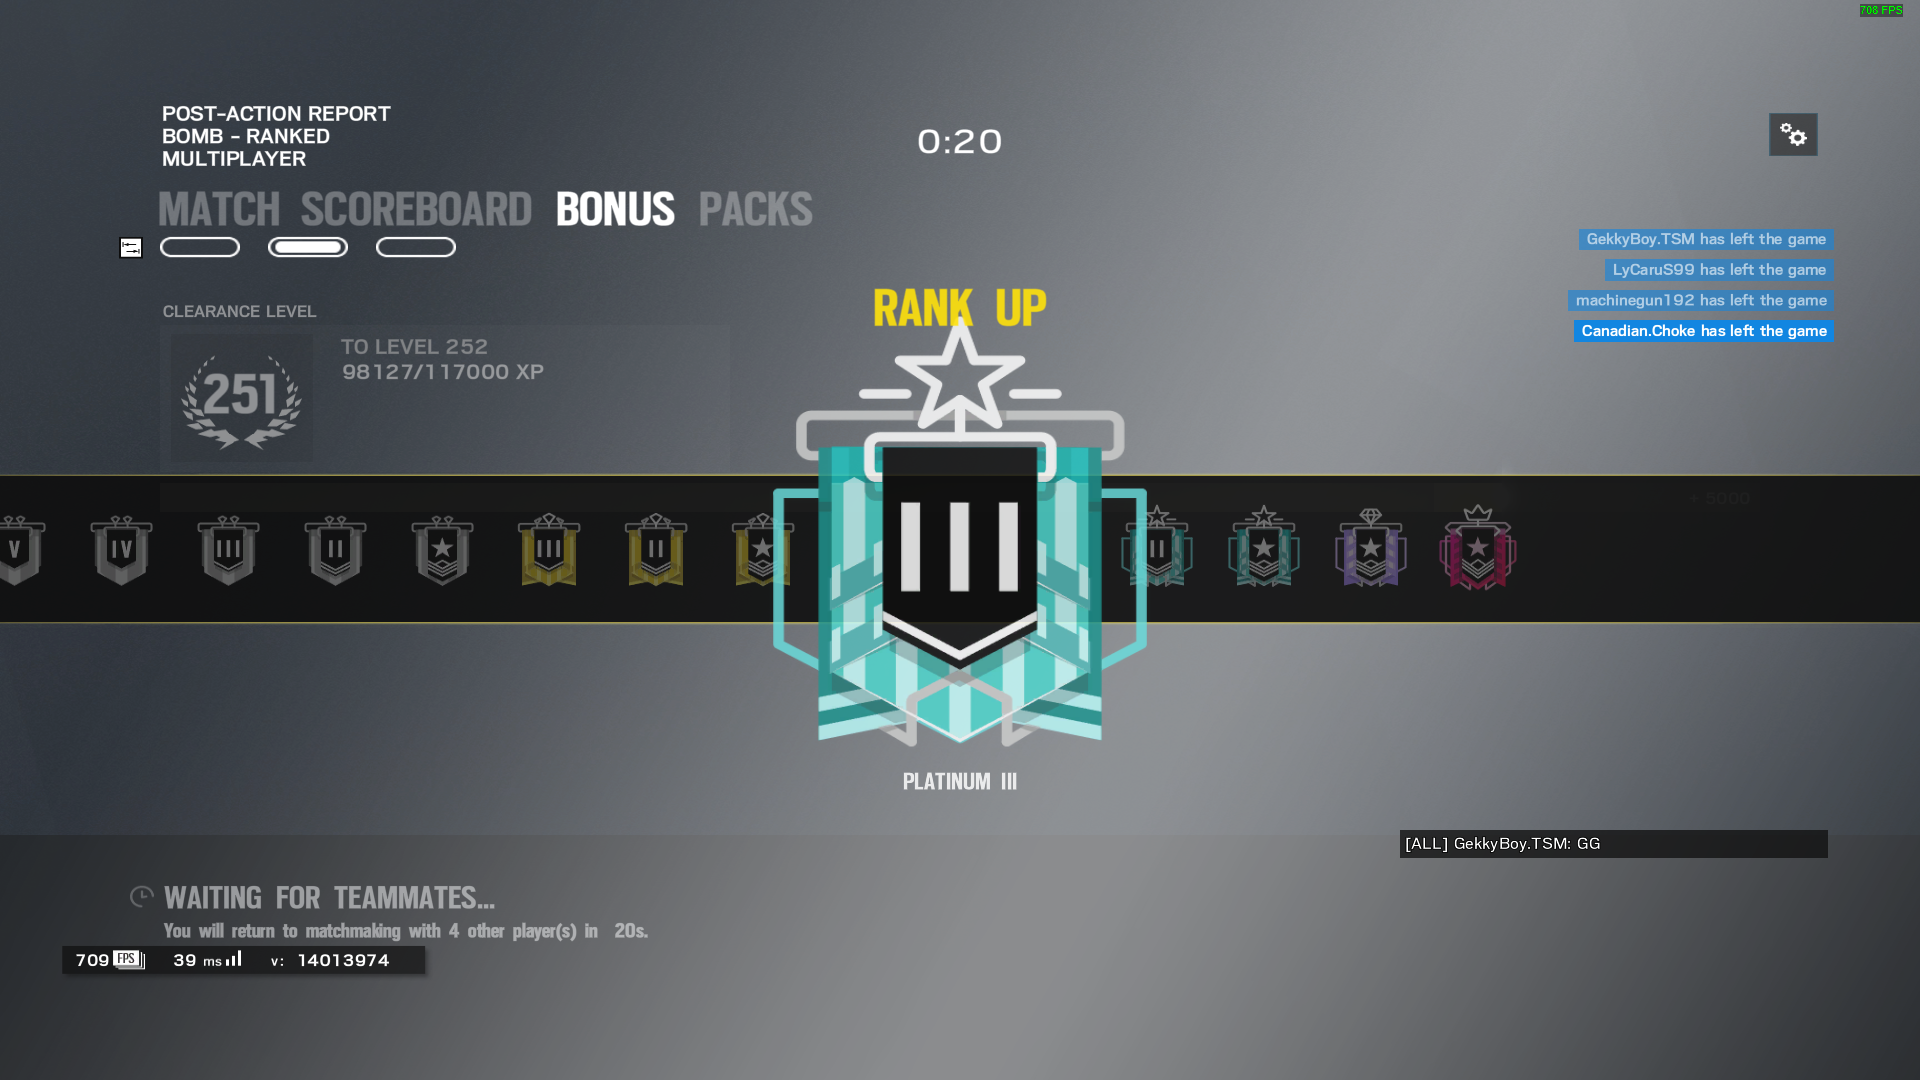 708 FPS
POST-ACTION REPORT
BOMB - RANKED
MULTIPLAYER
0:20
MATCH SCOREBOARD BONUS PACKS
GekkyBoy.TSM has left the game
LyCaruS99 has left the game
machinegun192 has left the game
Canadian.Choke has left the game
RANK UP
CLEARANCE LEVEL
251
TO LEVEL 252
98127/117000 XP
+ 5000
V IV III II III II III II
PLATINUM III
[ALL] GekkyBoy.TSM: GG
WAITING FOR TEAMMATES...
You will return to matchmaking with 4 other player(s) in 20s.
709 FPS 39 ms v: 14013974